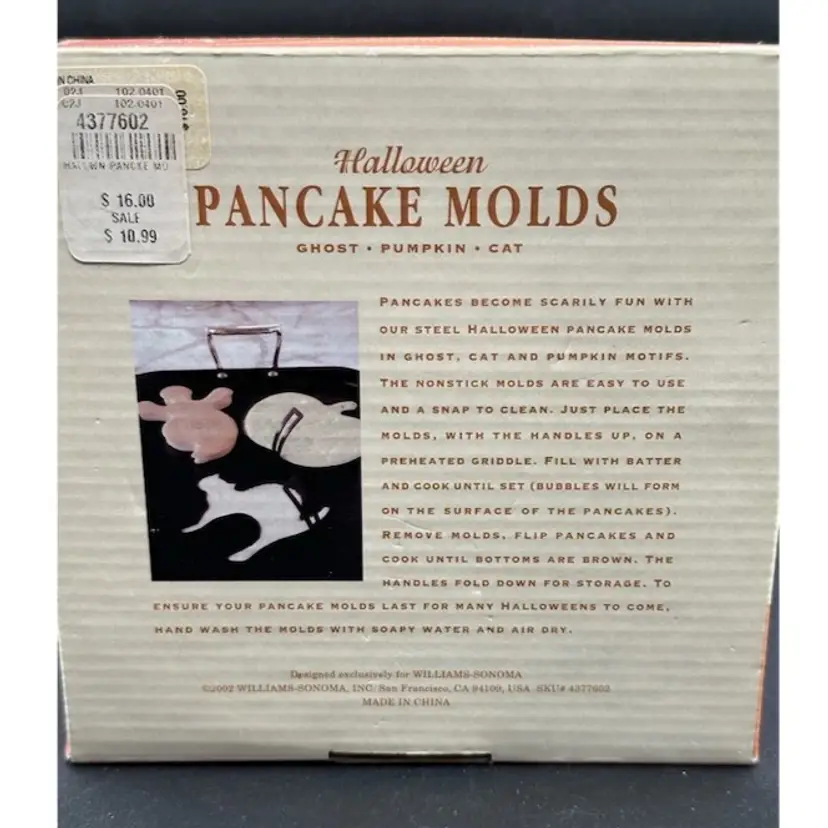 N CHINA
102-0401
102-0401
4377602
$ 16.00
SALE
$ 10.99
Halloween
PANCAKE MOLDS
GHOST • PUMPKIN • CAT
PANCAKES BECOME SCARILY FUN WITH
OUR STEEL HALLOWEEN PANCAKE MOLDS
IN GHOST, CAT AND PUMPKIN MOTIFS.
THE NONSTICK MOLDS ARE EASY TO USE
AND A SNAP TO CLEAN. JUST PLACE THE
MOLDS, WITH THE HANDLES UP, ON A
PREHEATED GRIDDLE. FILL WITH BATTER
AND COOK UNTIL SET (BUBBLES WILL FORM
ON THE SURFACE OF THE PANCAKES).
REMOVE MOLDS, FLIP PANCAKES AND
COOK UNTIL BOTTOMS ARE BROWN. THE
HANDLES FOLD DOWN FOR STORAGE. TO
ENSURE YOUR PANCAKE MOLDS LAST FOR MANY HALLOWEENS TO COME,
HAND WASH THE MOLDS WITH SOAPY WATER AND AIR DRY.
Designed exclusively for WILLIAMS-SONOMA
©2002 WILLIAMS-SONOMA, INC. San Francisco, CA 94109, USA SKU# 4377602
MADE IN CHINA